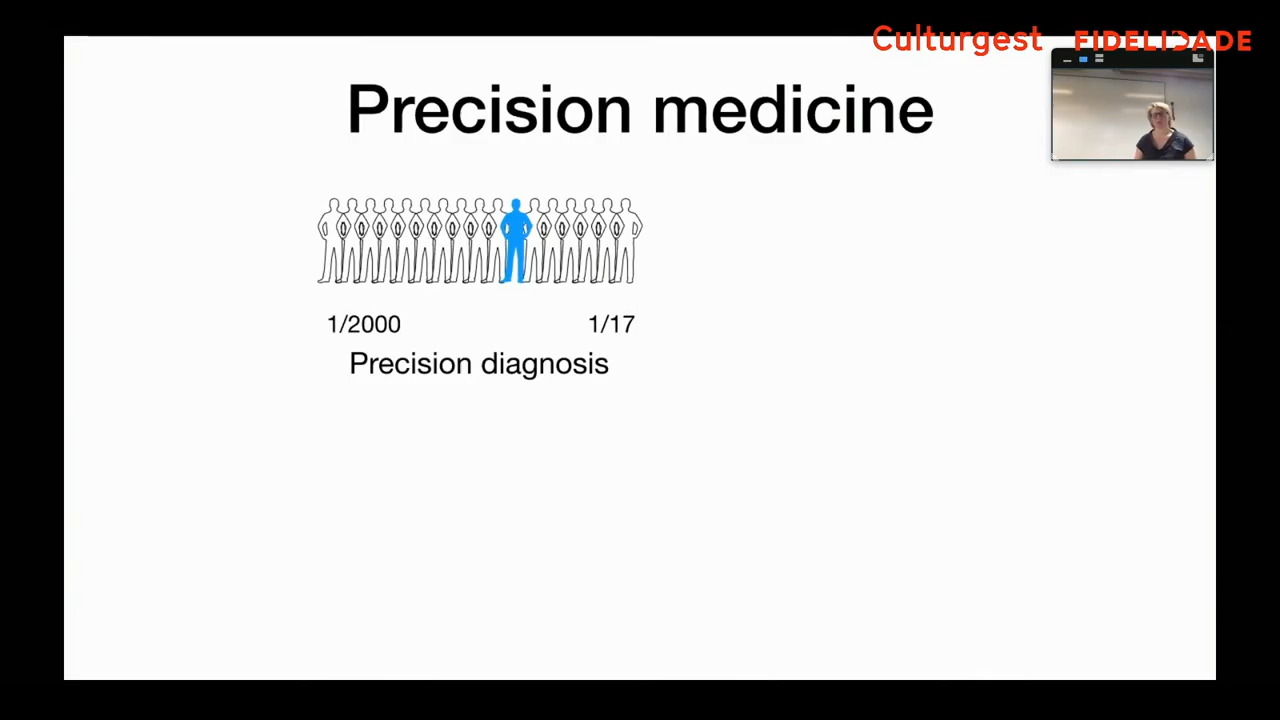 Culturgest FIDELIDADE
Precision medicine
1/2000 1/17
Precision diagnosis